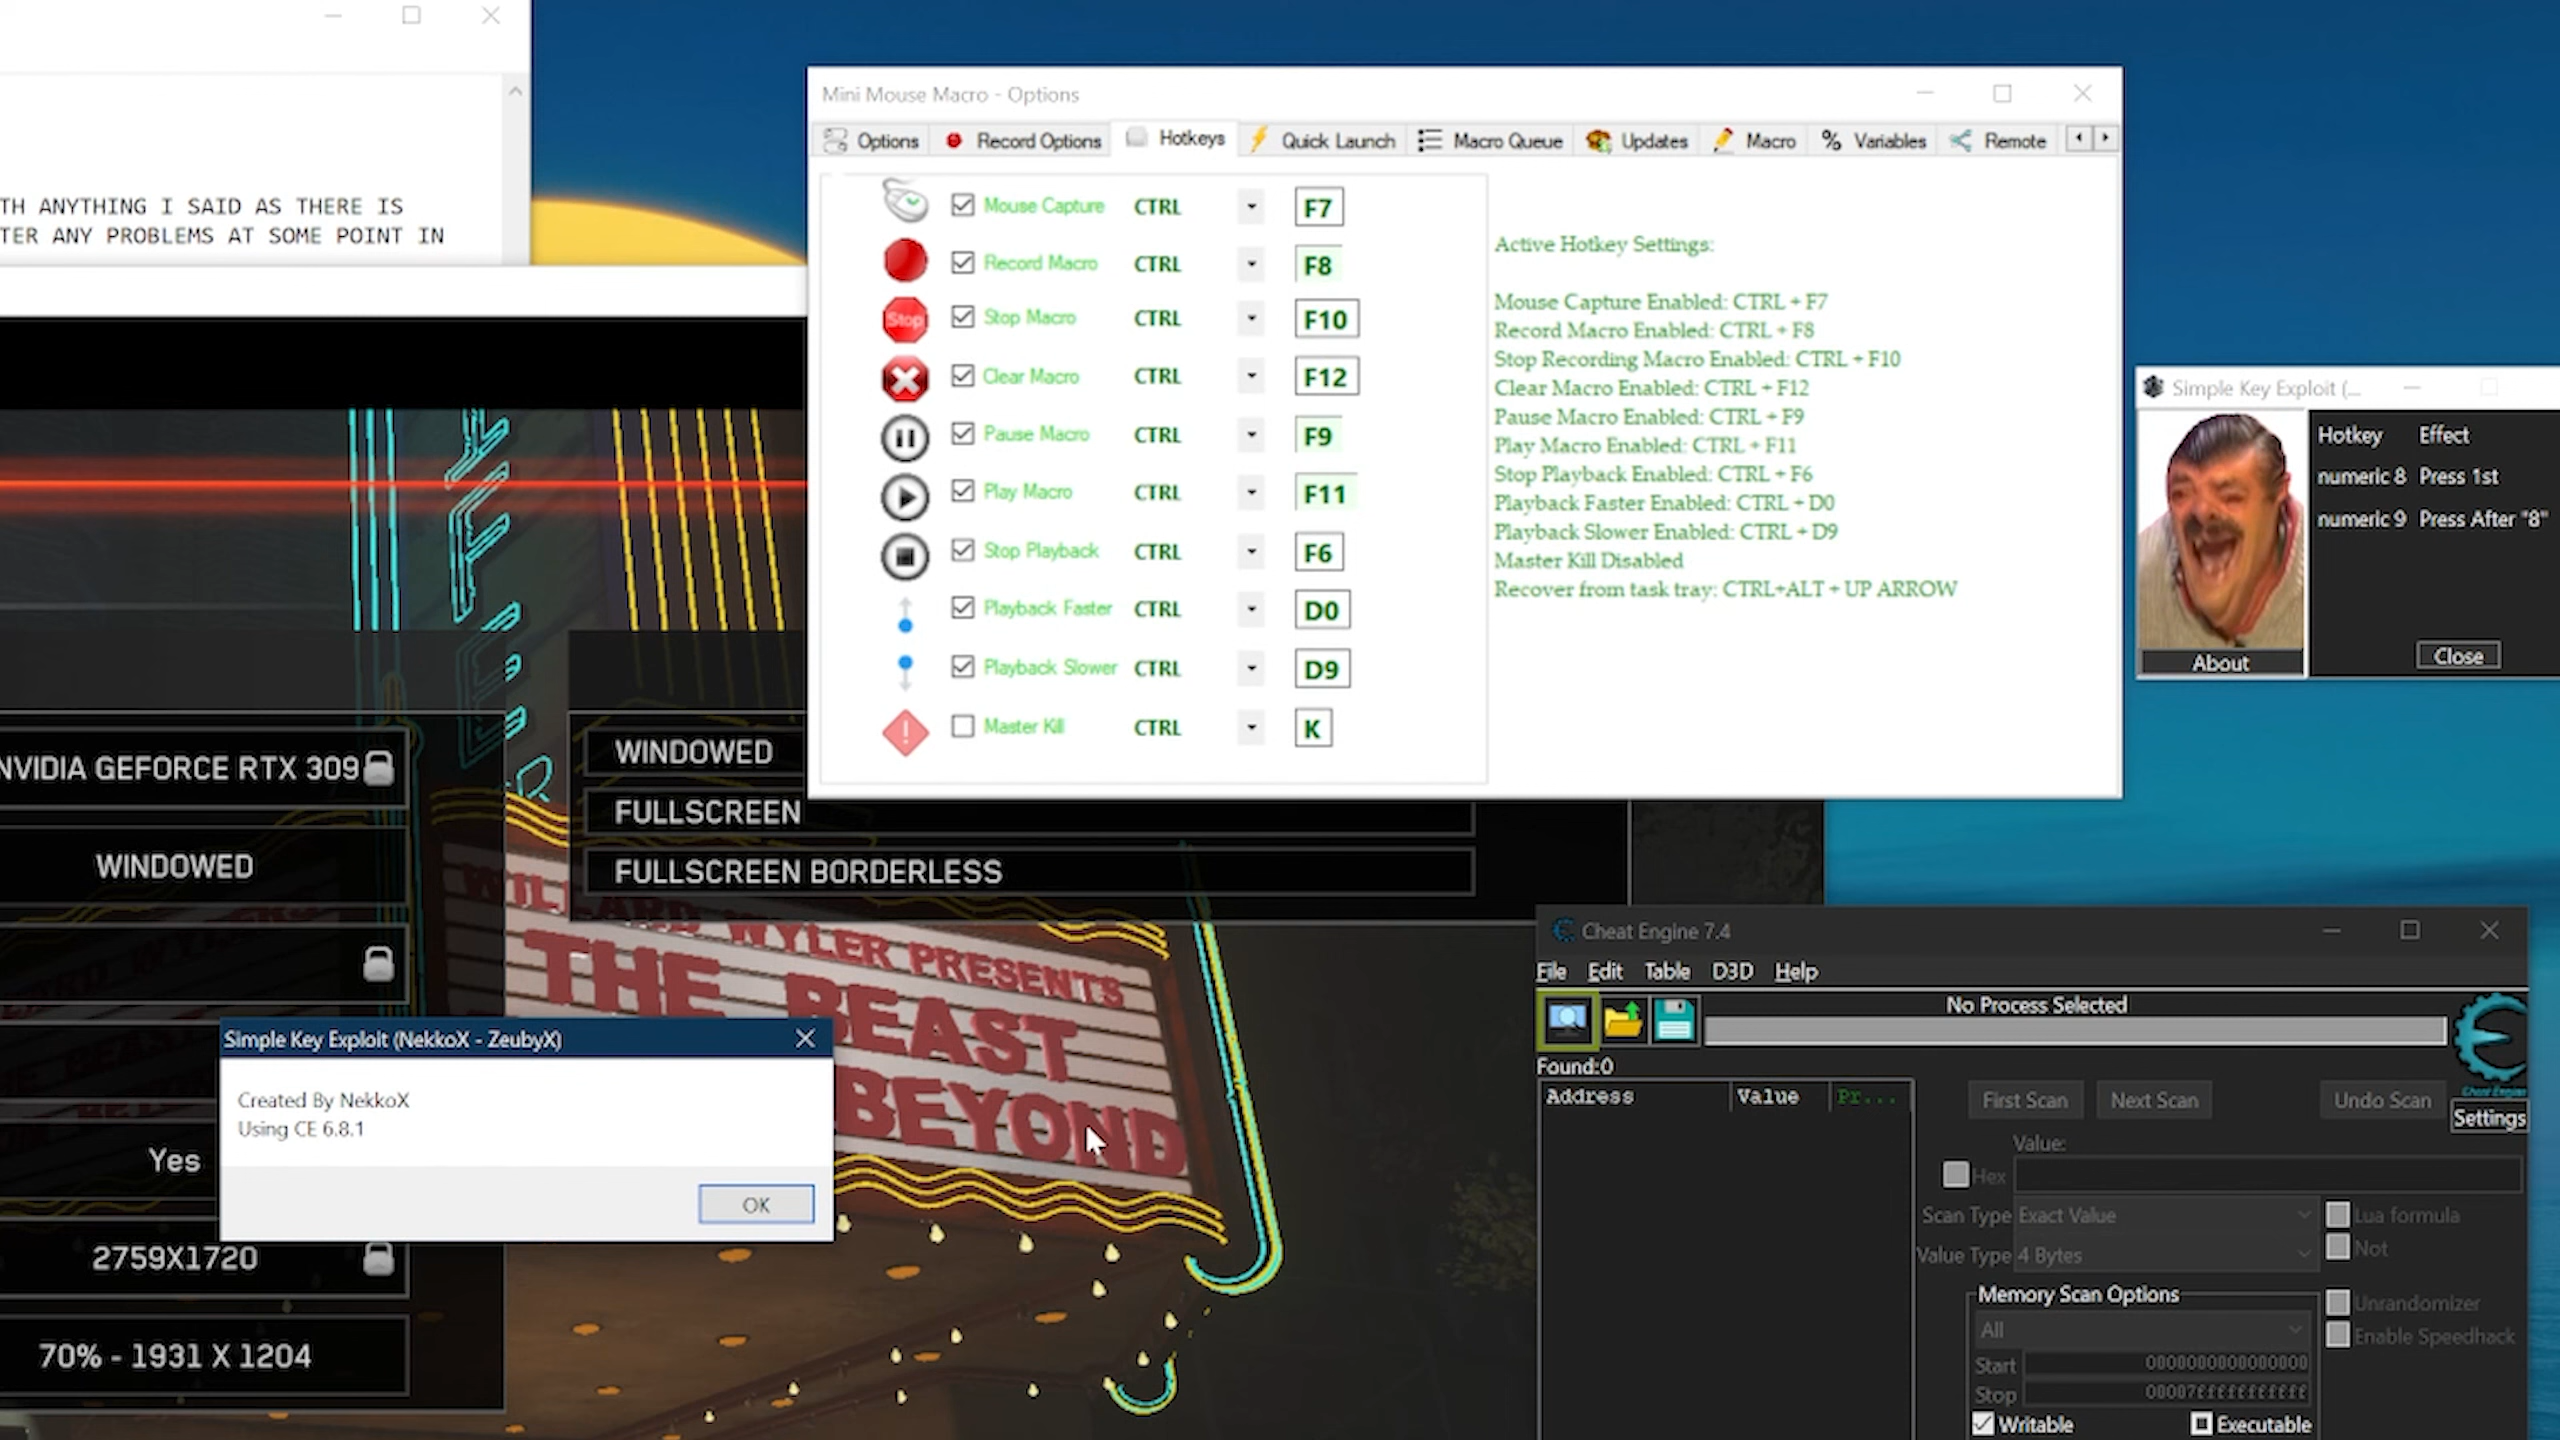 TH ANYTHING I SAID AS THERE IS
TER ANY PROBLEMS AT SOME POINT IN
Mini Mouse Macro - Options
Options
Record Options
Hotkeys
Quick Launch
Macro Queue
Updates
Macro
% Variables
Remote
Mouse Capture CTRL F7
Record Macro CTRL F8
Stop
Stop Macro CTRL F10
Clear Macro CTRL F12
Pause Macro CTRL F9
Play Macro CTRL F11
Stop Playback CTRL F6
Playback Faster CTRL D0
Playback Slower CTRL D9
Master Kill CTRL K
Active Hotkey Settings:
Mouse Capture Enabled: CTRL + F7
Record Macro Enabled: CTRL + F8
Stop Recording Macro Enabled: CTRL + F10
Clear Macro Enabled: CTRL + F12
Pause Macro Enabled: CTRL + F9
Play Macro Enabled: CTRL + F11
Stop Playback Enabled: CTRL + F6
Playback Faster Enabled: CTRL + D0
Playback Slower Enabled: CTRL + D9
Master Kill Disabled
Recover from task tray: CTRL+ALT + UP ARROW
Simple Key Exploit (...
Hotkey Effect
numeric 8 Press 1st
numeric 9 Press After "8"
About
Close
NVIDIA GEFORCE RTX 309
WINDOWED
Yes
2759X1720
70% - 1931 X 1204
WINDOWED
FULLSCREEN
FULLSCREEN BORDERLESS
WILLARD WYLER PRESENTS
THE BEAST
BEYOND
Simple Key Exploit (NekkoX - ZeubyX)
Created By NekkoX
Using CE 6.8.1
OK
Cheat Engine 7.4
File Edit Table D3D Help
No Process Selected
Found:0
Address Value Pr...
First Scan Next Scan Undo Scan
Cheat Engine
Settings
Value:
Hex
Scan Type Exact Value
Lua formula
Not
Value Type 4 Bytes
Memory Scan Options
All
Unrandomizer
Enable Speedhack
Start 0000000000000000
Stop 00007fffffffffff
Writable Executable